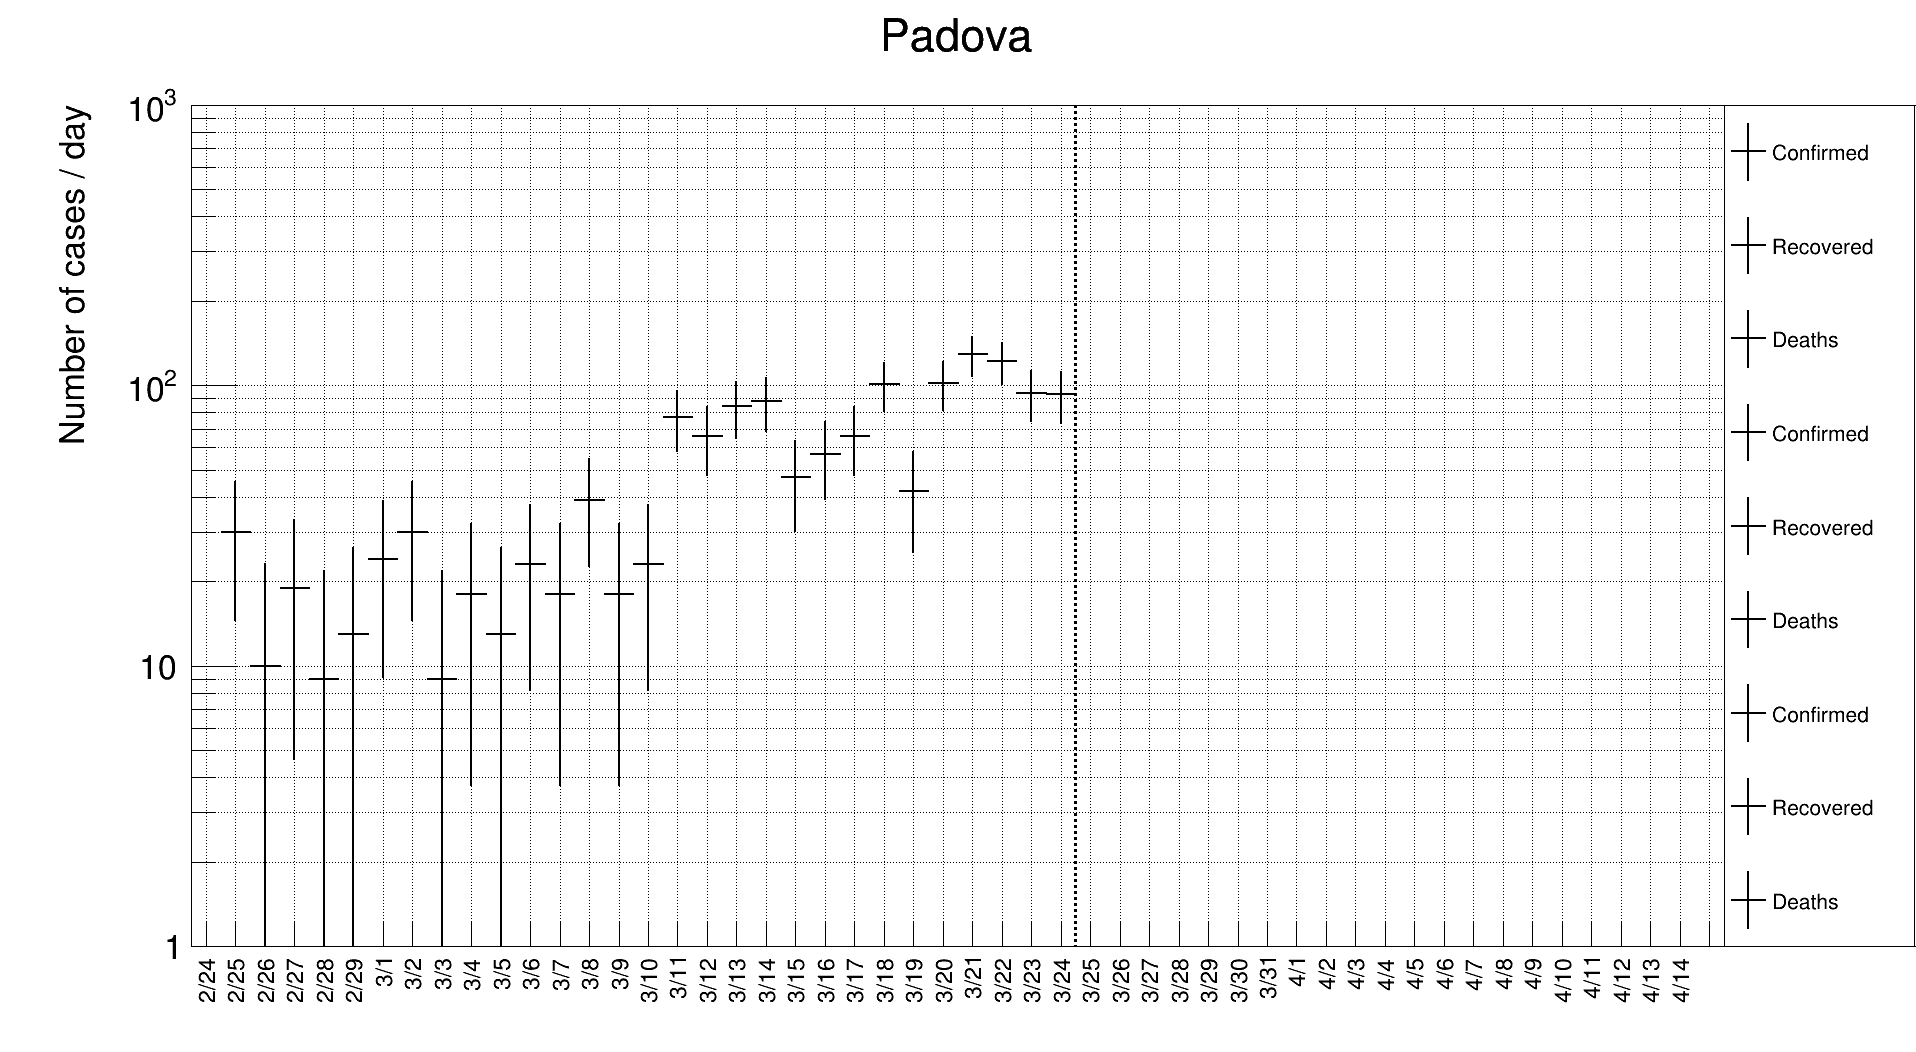 Padova
Number of cases / day
10³
10²
10
1
2/24 2/25 2/26 2/27 2/28 2/29 3/1 3/2 3/3 3/4 3/5 3/6 3/7 3/8 3/9 3/10 3/11 3/12 3/13 3/14 3/15 3/16 3/17 3/18 3/19 3/20 3/21 3/22 3/23 3/24 3/25 3/26 3/27 3/28 3/29 3/30 3/31 4/1 4/2 4/3 4/4 4/5 4/6 4/7 4/8 4/9 4/10 4/11 4/12 4/13 4/14
Confirmed
Recovered
Deaths
Confirmed
Recovered
Deaths
Confirmed
Recovered
Deaths